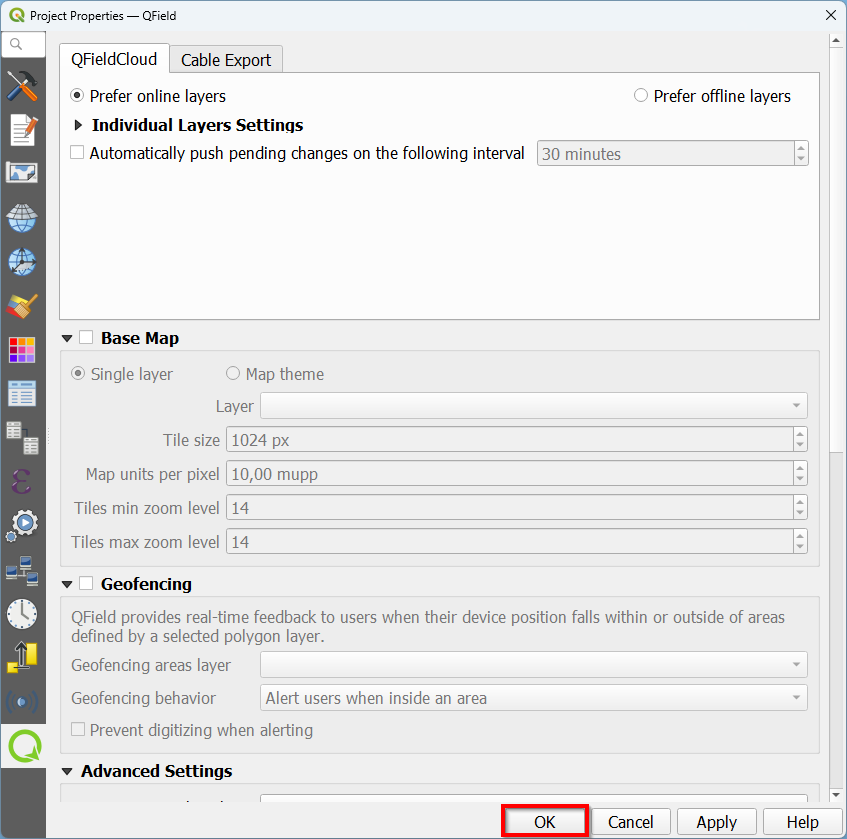 Project Properties — QField
QFieldCloud
Cable Export
Prefer online layers
Prefer offline layers
Individual Layers Settings
Automatically push pending changes on the following interval
30 minutes
Base Map
Single layer
Map theme
Layer
Tile size
1024 px
Map units per pixel
10,00 mupp
Tiles min zoom level
14
Tiles max zoom level
14
Geofencing
QField provides real-time feedback to users when their device position falls within or outside of areas
defined by a selected polygon layer.
Geofencing areas layer
Geofencing behavior
Alert users when inside an area
Prevent digitizing when alerting
Advanced Settings
OK
Cancel
Apply
Help